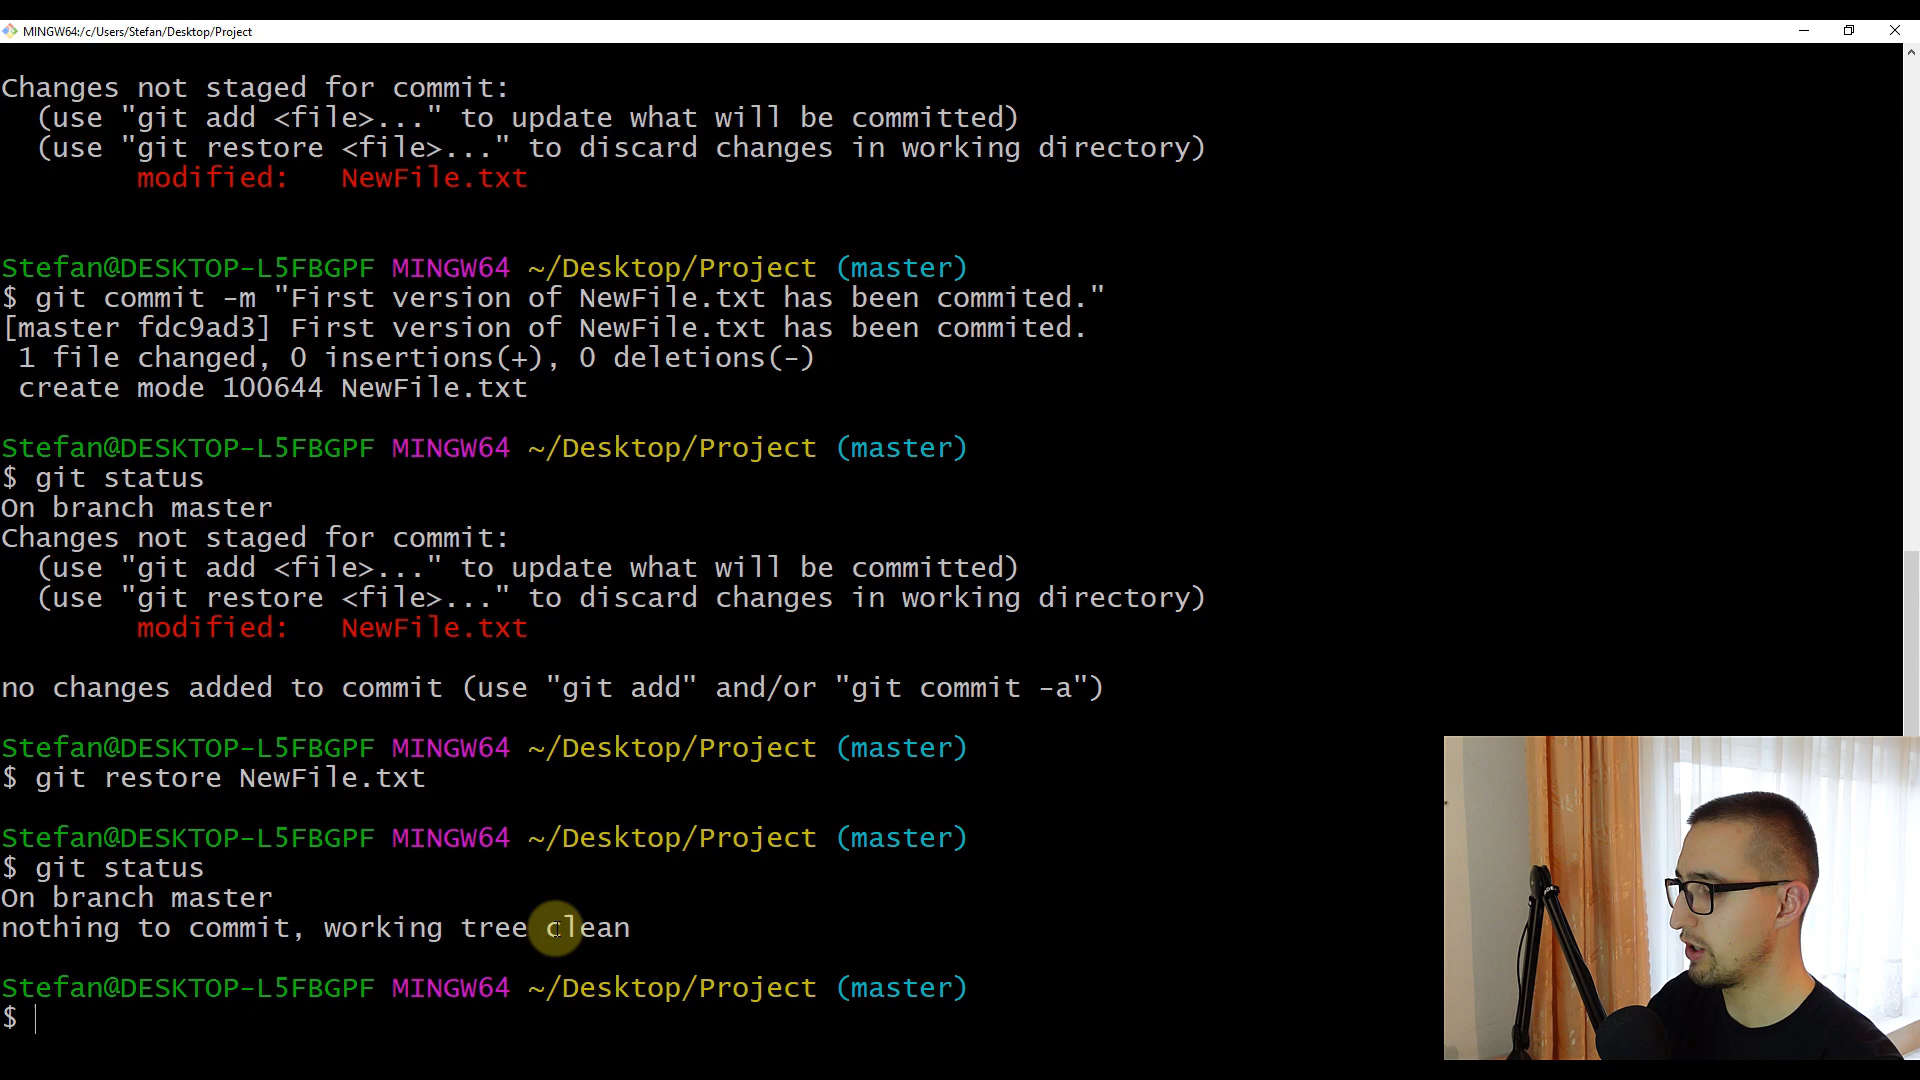 MINGW64:/c/Users/Stefan/Desktop/Project
Changes not staged for commit:
(use "git add <file>..." to update what will be committed)
(use "git restore <file>..." to discard changes in working directory)
modified: NewFile.txt
Stefan@DESKTOP-L5FBGPF MINGW64 ~/Desktop/Project (master)
$ git commit -m "First version of NewFile.txt has been commited."
[master fdc9ad3] First version of NewFile.txt has been commited.
1 file changed, 0 insertions(+), 0 deletions(-)
create mode 100644 NewFile.txt
Stefan@DESKTOP-L5FBGPF MINGW64 ~/Desktop/Project (master)
$ git status
On branch master
Changes not staged for commit:
(use "git add <file>..." to update what will be committed)
(use "git restore <file>..." to discard changes in working directory)
modified: NewFile.txt
no changes added to commit (use "git add" and/or "git commit -a")
Stefan@DESKTOP-L5FBGPF MINGW64 ~/Desktop/Project (master)
$ git restore NewFile.txt
Stefan@DESKTOP-L5FBGPF MINGW64 ~/Desktop/Project (master)
$ git status
On branch master
nothing to commit, working tree clean
Stefan@DESKTOP-L5FBGPF MINGW64 ~/Desktop/Project (master)
$